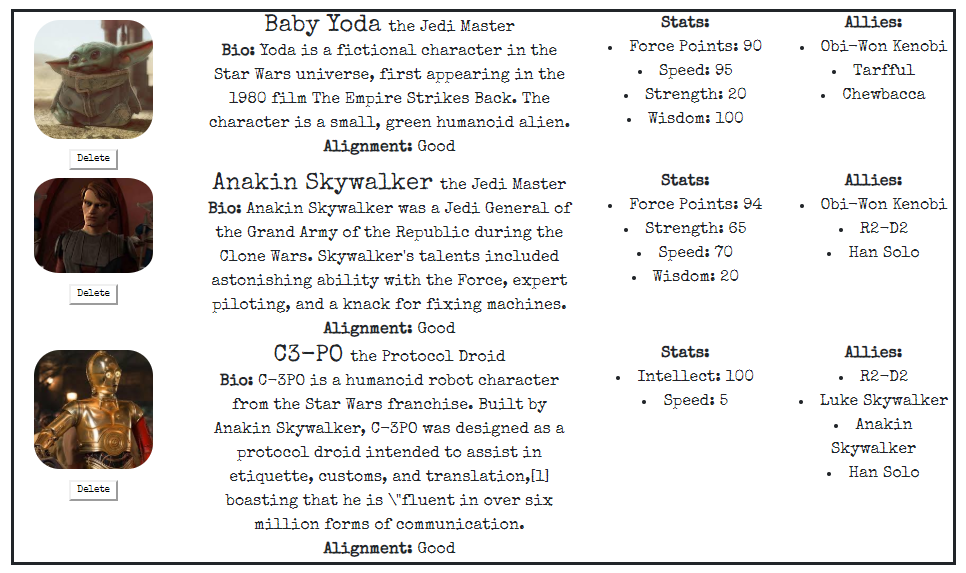 Baby Yoda the Jedi Master
Bio: Yoda is a fictional character in the
Star Wars universe, first appearing in the
1980 film The Empire Strikes Back. The
character is a small, green humanoid alien.
Alignment: Good
Stats:
• Force Points: 90
• Speed: 95
• Strength: 20
• Wisdom: 100
Allies:
• Obi-Won Kenobi
• Tarfful
• Chewbacca
Delete
Anakin Skywalker the Jedi Master
Bio: Anakin Skywalker was a Jedi General of
the Grand Army of the Republic during the
Clone Wars. Skywalker's talents included
astonishing ability with the Force, expert
piloting, and a knack for fixing machines.
Alignment: Good
Stats:
• Force Points: 94
• Strength: 65
• Speed: 70
• Wisdom: 20
Allies:
• Obi-Won Kenobi
• R2-D2
• Han Solo
Delete
C3-PO the Protocol Droid
Bio: C-3PO is a humanoid robot character
from the Star Wars franchise. Built by
Anakin Skywalker, C-3PO was designed as a
protocol droid intended to assist in
etiquette, customs, and translation,[1]
boasting that he is \"fluent in over six
million forms of communication.
Alignment: Good
Stats:
• Intellect: 100
• Speed: 5
Allies:
• R2-D2
• Luke Skywalker
• Anakin
Skywalker
• Han Solo
Delete